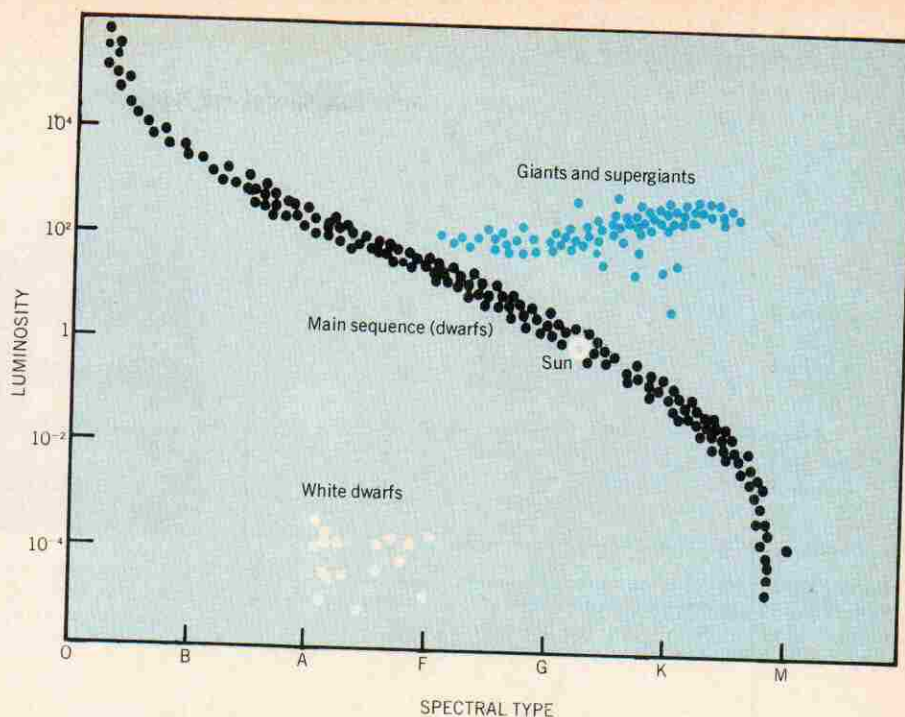 10⁴
Giants and supergiants
10²
LUMINOSITY
1
Main sequence (dwarfs)
Sun
10⁻²
White dwarfs
10⁻⁴
O B A F G K M
SPECTRAL TYPE